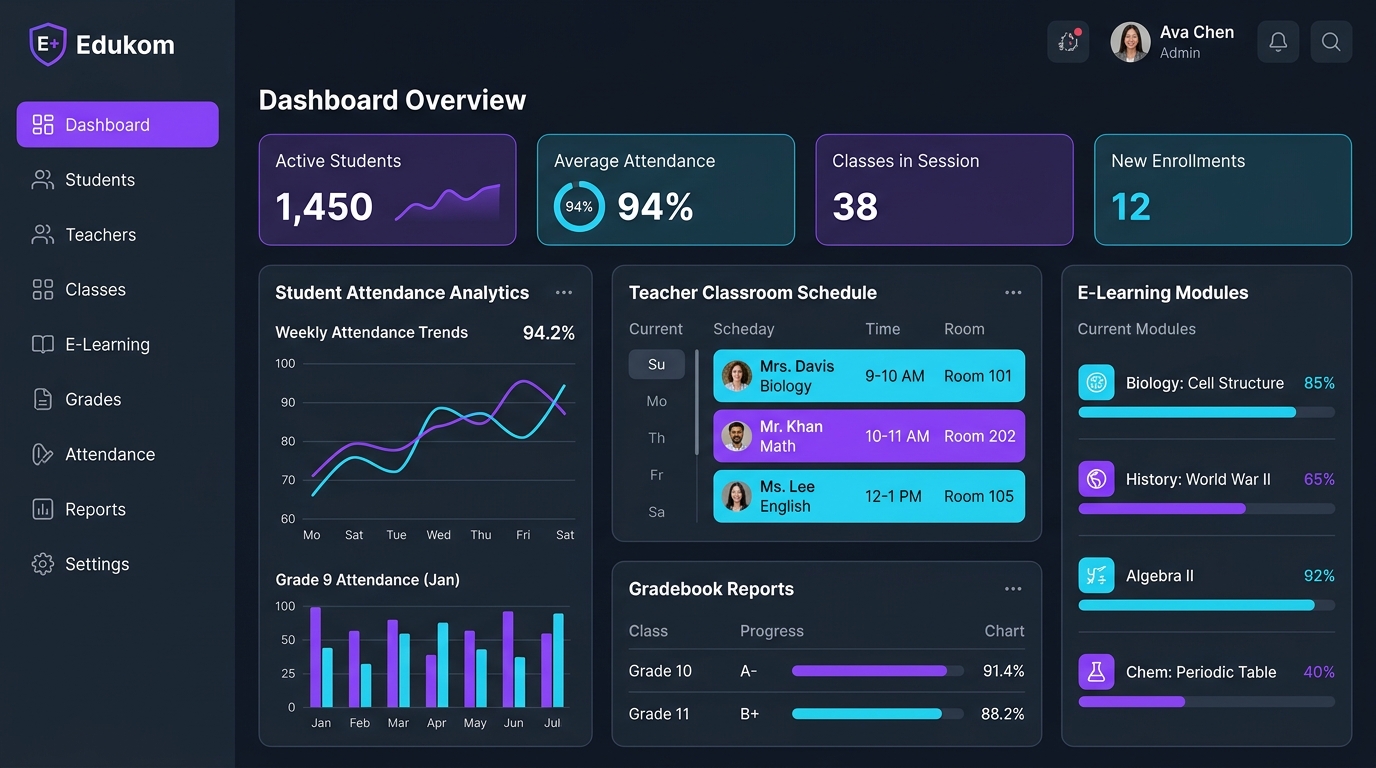 E+ Edukom
Dashboard
Students
Teachers
Classes
E-Learning
Grades
Attendance
Reports
Settings
Ava Chen
Admin
Dashboard Overview
Active Students
1,450
Average Attendance
94%
94%
Classes in Session
38
New Enrollments
12
Student Attendance Analytics
Weekly Attendance Trends 94.2%
100
90
80
70
60
Mo Sat Tue Wed Thu Fri Sat
Grade 9 Attendance (Jan)
100
50
25
0
Jan Feb Mar Apr May Jun Jul
Teacher Classroom Schedule
Current Scheday Time Room
Su
Mo
Th
Fr
Sa
Mrs. Davis
Biology
9-10 AM Room 101
Mr. Khan
Math
10-11 AM Room 202
Ms. Lee
English
12-1 PM Room 105
Gradebook Reports
Class Progress Chart
Grade 10 A- 91.4%
Grade 11 B+ 88.2%
E-Learning Modules
Current Modules
Biology: Cell Structure 85%
History: World War II 65%
Algebra II 92%
Chem: Periodic Table 40%